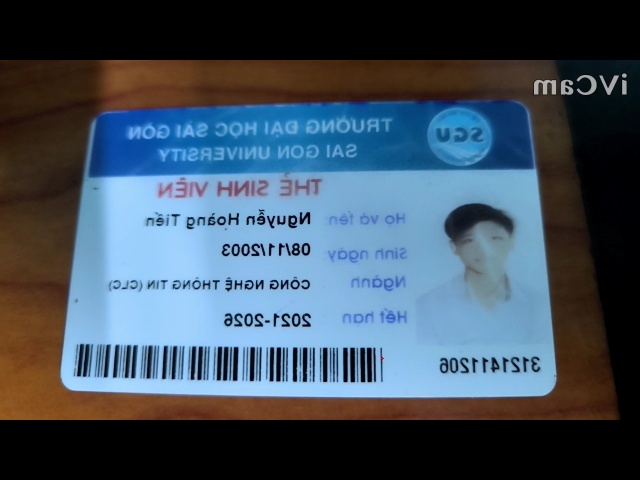 iVCam
TRƯỜNG ĐẠI HỌC SÀI GÒN
SAI GON UNIVERSITY
SGU
THẺ SINH VIÊN
Họ và tên: Nguyễn Hoàng Tiến
Sinh ngày: 08/11/2003
Ngành: CÔNG NGHỆ THÔNG TIN (CLC)
Hết hạn: 2021-2026
3121411206